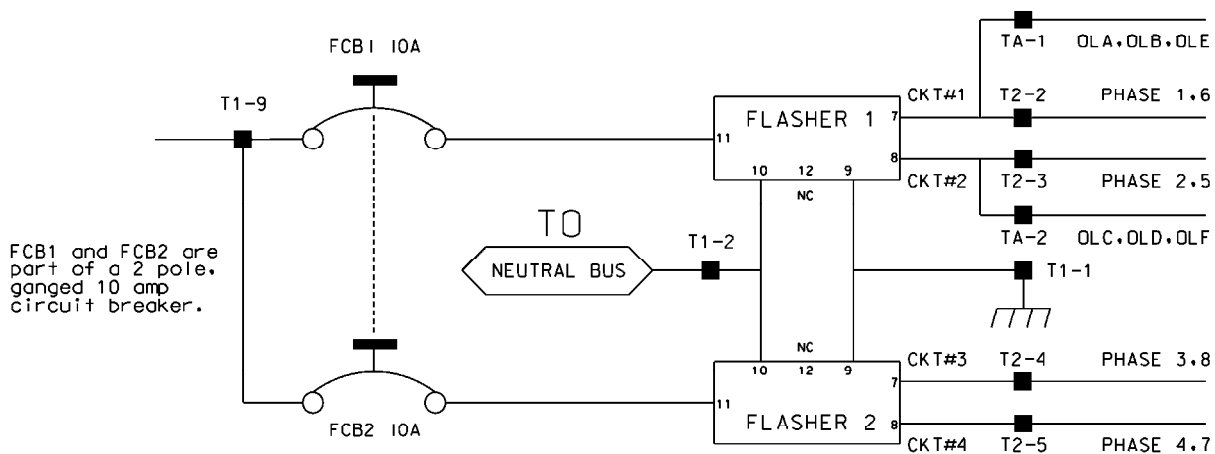 FCB1 10A
T1-9
TA-1 OLA.OLB.OLE
CKT#1 T2-2 PHASE 1.6
11 FLASHER 1 7
8
10 12 9
NC
CKT#2 T2-3 PHASE 2.5
TA-2 OLC.OLD.OLF
FCB1 and FCB2 are
part of a 2 pole.
ganged 10 amp
circuit breaker.
TO
NEUTRAL BUS
T1-2
T1-1
NC
10 12 9
CKT#3 T2-4 PHASE 3.8
7
11 FLASHER 2 8
CKT#4 T2-5 PHASE 4.7
FCB2 10A